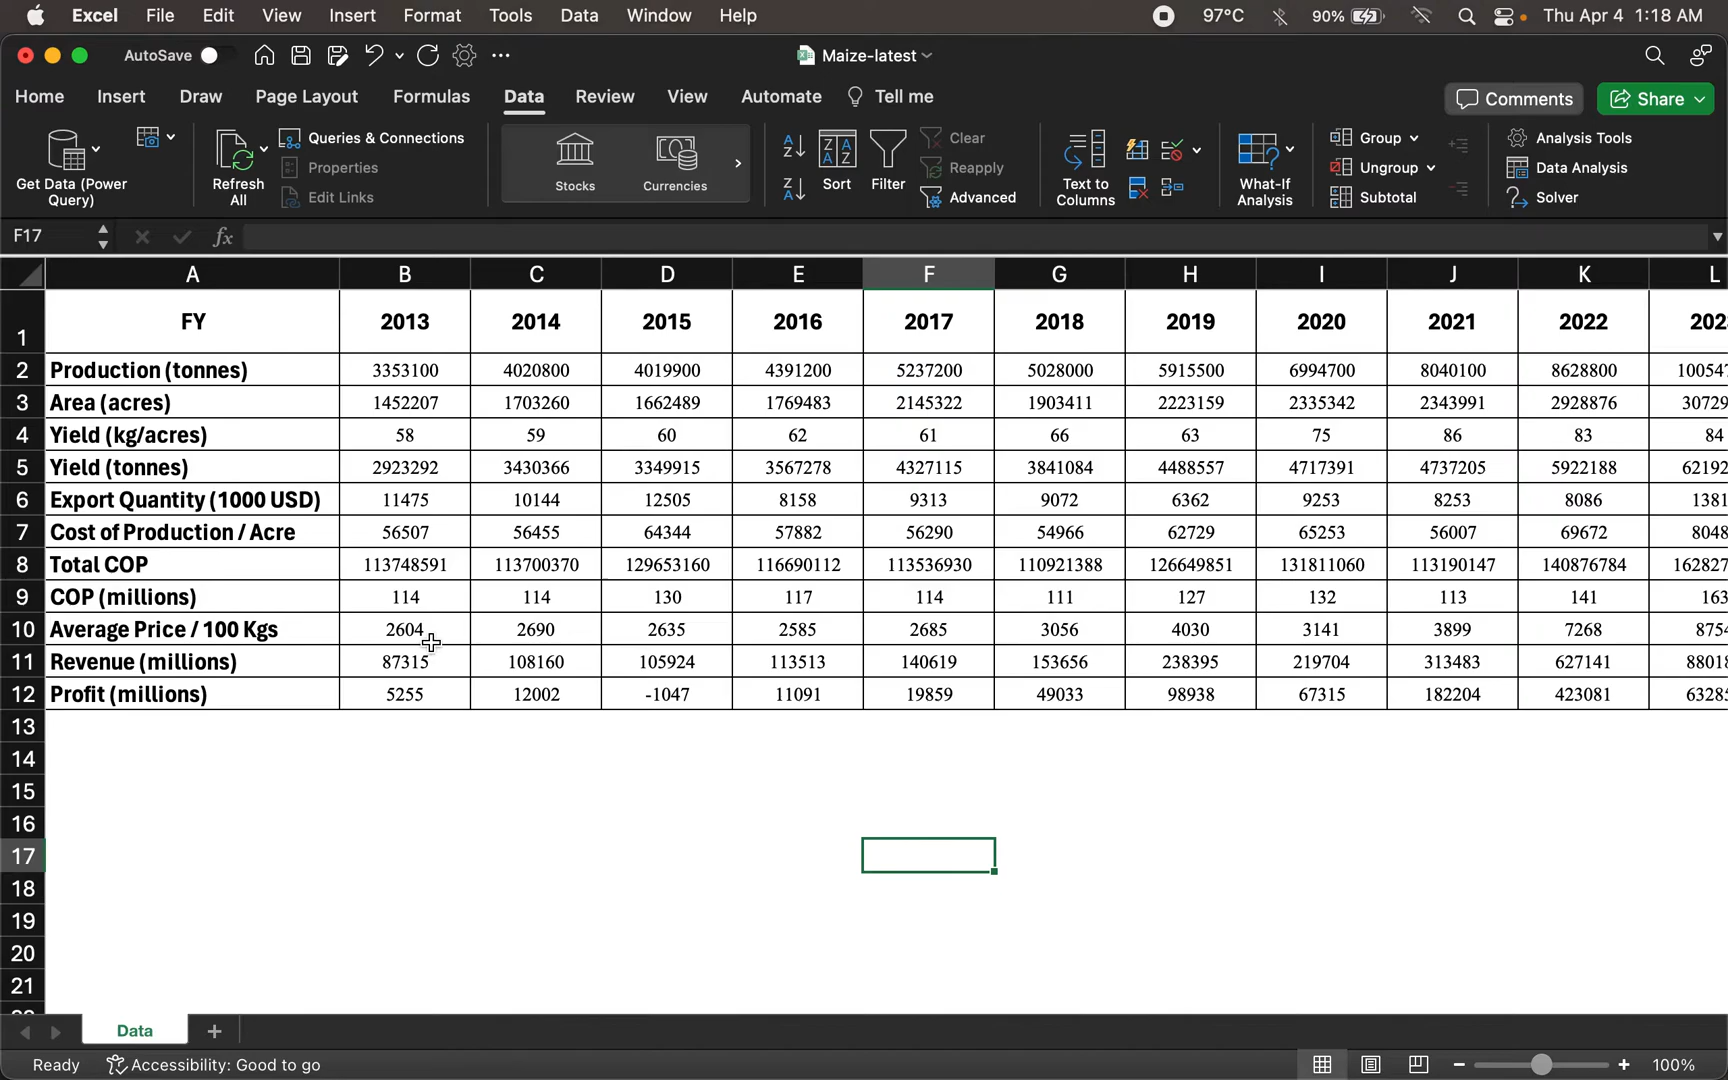 Excel File Edit View Insert Format Tools Data Window Help 97°C 90% Thu Apr 4 1:18 AM
AutoSave Maize-latest
Home Insert Draw Page Layout Formulas Data Review View Automate Tell me Comments Share
Get Data (Power Query)
Refresh All
Queries & Connections
Properties
Edit Links
Stocks Currencies
Sort
Filter
Clear
Reapply
Advanced
Text to Columns
What-If Analysis
Group
Ungroup
Subtotal
Analysis Tools
Data Analysis
Solver
F17 fx
A B C D E F G H I J K L
1 FY 2013 2014 2015 2016 2017 2018 2019 2020 2021 2022 202
2 Production (tonnes) 3353100 4020800 4019900 4391200 5237200 5028000 5915500 6994700 8040100 8628800 10054
3 Area (acres) 1452207 1703260 1662489 1769483 2145322 1903411 2223159 2335342 2343991 2928876 30729
4 Yield (kg/acres) 58 59 60 62 61 66 63 75 86 83 84
5 Yield (tonnes) 2923292 3430366 3349915 3567278 4327115 3841084 4488557 4717391 4737205 5922188 62192
6 Export Quantity (1000 USD) 11475 10144 12505 8158 9313 9072 6362 9253 8253 8086 1381
7 Cost of Production / Acre 56507 56455 64344 57882 56290 54966 62729 65253 56007 69672 8048
8 Total COP 113748591 113700370 129653160 116690112 113536930 110921388 126649851 131811060 113190147 140876784 162827
9 COP (millions) 114 114 130 117 114 111 127 132 113 141 163
10 Average Price / 100 Kgs 2604 2690 2635 2585 2685 3056 4030 3141 3899 7268 8754
11 Revenue (millions) 87315 108160 105924 113513 140619 153656 238395 219704 313483 627141 8801
12 Profit (millions) 5255 12002 -1047 11091 19859 49033 98938 67315 182204 423081 6328
13
14
15
16
17
18
19
20
21
Data
Ready Accessibility: Good to go 100%